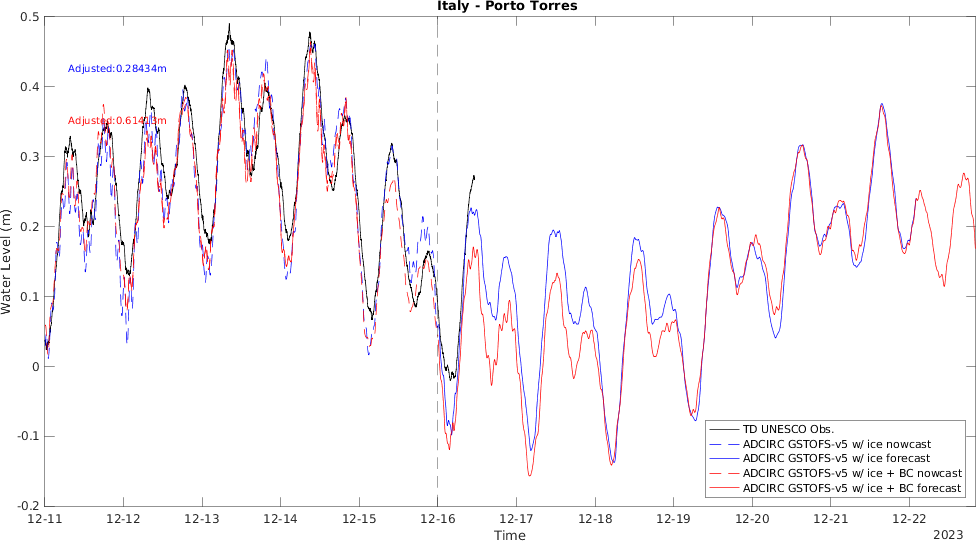 Italy - Porto Torres
0.5
0.4
0.3
0.2
0.1
0
-0.1
-0.2
Water Level (m)
Adjusted:0.28434m
12-11
12-12
12-13
12-14
12-15
12-16
12-17
12-18
12-19
12-20
12-21
12-22
Time
2023
TD UNESCO Obs.
ADCIRC GSTOFS-v5 w/ ice nowcast
ADCIRC GSTOFS-v5 w/ ice forecast
ADCIRC GSTOFS-v5 w/ ice + BC nowcast
ADCIRC GSTOFS-v5 w/ ice + BC forecast